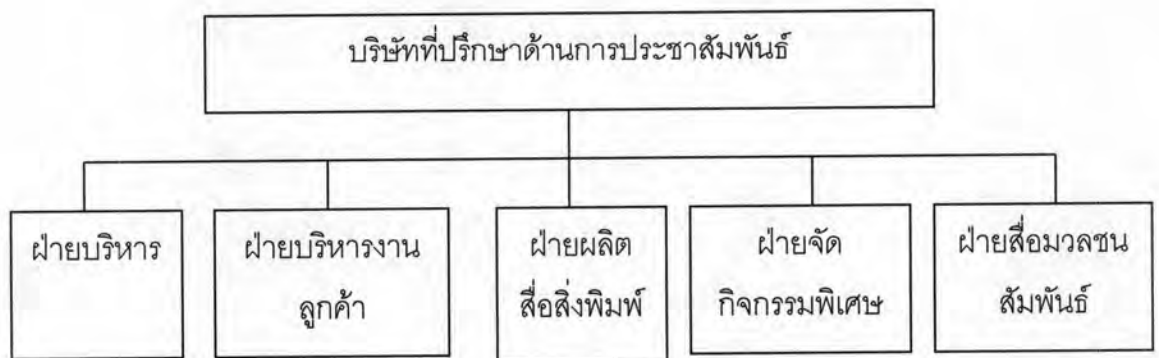 บริษัทที่ปรึกษาด้านการประชาสัมพันธ์
ฝ่ายบริหาร
ฝ่ายบริหารงาน
ลูกค้า
ฝ่ายผลิต
สื่อสิ่งพิมพ์
ฝ่ายจัด
กิจกรรมพิเศษ
ฝ่ายสื่อมวลชน
สัมพันธ์